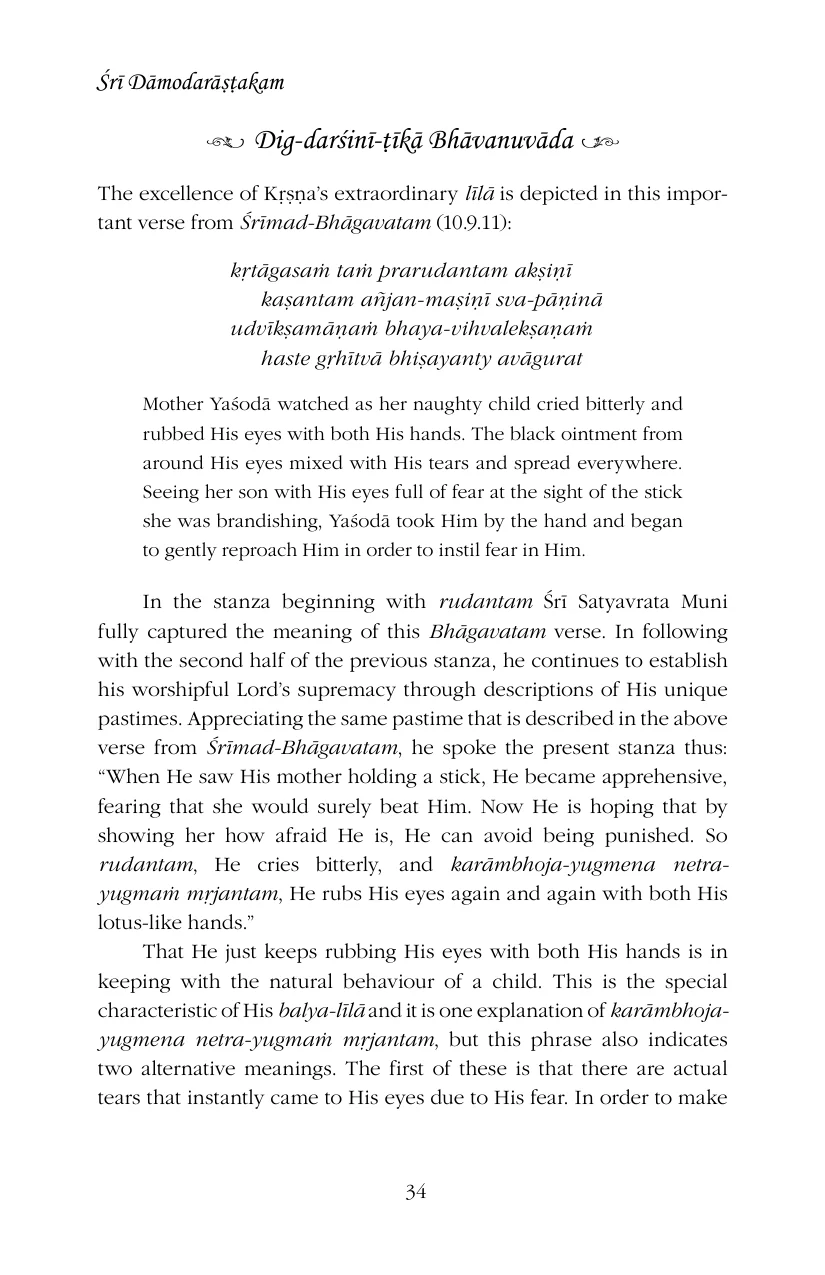 Śrī Dāmodarāṣṭakam
Dig-darśinī-ṭīkā Bhāvanuvāda
The excellence of Kṛṣṇa’s extraordinary līlā is depicted in this impor-
tant verse from Śrīmad-Bhāgavatam (10.9.11):
kṛtāgasaṁ taṁ prarudantam akṣiṇī
kaṣantam añjan-maṣiṇī sva-pāṇinā
udvīkṣamāṇaṁ bhaya-vihvalekṣaṇaṁ
haste gṛhītvā bhiṣayanty avāgurat
Mother Yaśodā watched as her naughty child cried bitterly and
rubbed His eyes with both His hands. The black ointment from
around His eyes mixed with His tears and spread everywhere.
Seeing her son with His eyes full of fear at the sight of the stick
she was brandishing, Yaśodā took Him by the hand and began
to gently reproach Him in order to instil fear in Him.
In the stanza beginning with rudantam Śrī Satyavrata Muni
fully captured the meaning of this Bhāgavatam verse. In following
with the second half of the previous stanza, he continues to establish
his worshipful Lord’s supremacy through descriptions of His unique
pastimes. Appreciating the same pastime that is described in the above
verse from Śrīmad-Bhāgavatam, he spoke the present stanza thus:
“When He saw His mother holding a stick, He became apprehensive,
fearing that she would surely beat Him. Now He is hoping that by
showing her how afraid He is, He can avoid being punished. So
rudantam, He cries bitterly, and karāmbhoja-yugmena netra-
yugmaṁ mṛjantam, He rubs His eyes again and again with both His
lotus-like hands.”
That He just keeps rubbing His eyes with both His hands is in
keeping with the natural behaviour of a child. This is the special
characteristic of His balya-līlā and it is one explanation of karāmbhoja-
yugmena netra-yugmaṁ mṛjantam, but this phrase also indicates
two alternative meanings. The first of these is that there are actual
tears that instantly came to His eyes due to His fear. In order to make
34